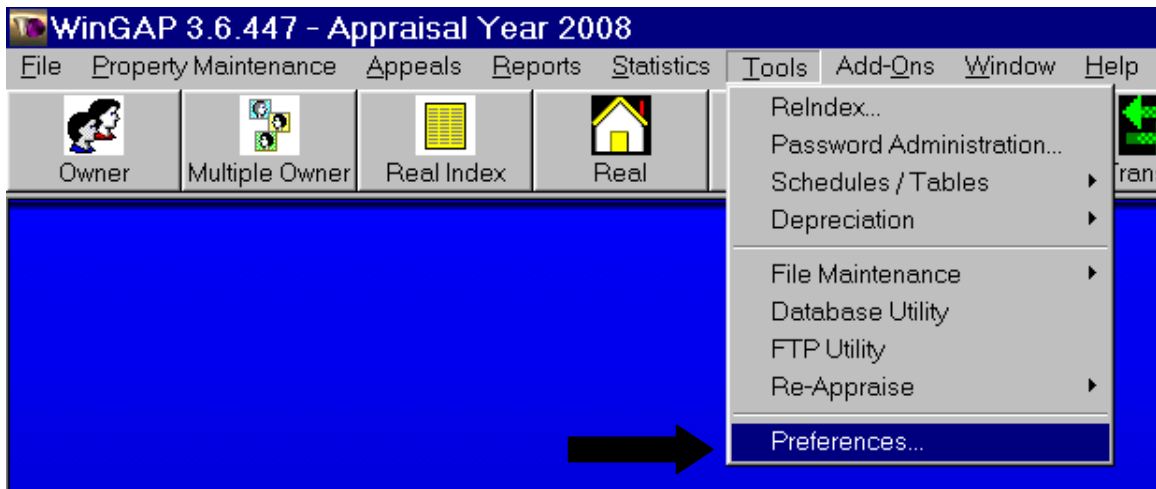 WinGAP 3.6.447 - Appraisal Year 2008
File Property Maintenance Appeals Reports Statistics Tools Add-Ons Window Help
Owner Multiple Owner Real Index Real
ReIndex...
Password Administration...
Schedules / Tables
Depreciation
File Maintenance
Database Utility
FTP Utility
Re-Appraise
Preferences...